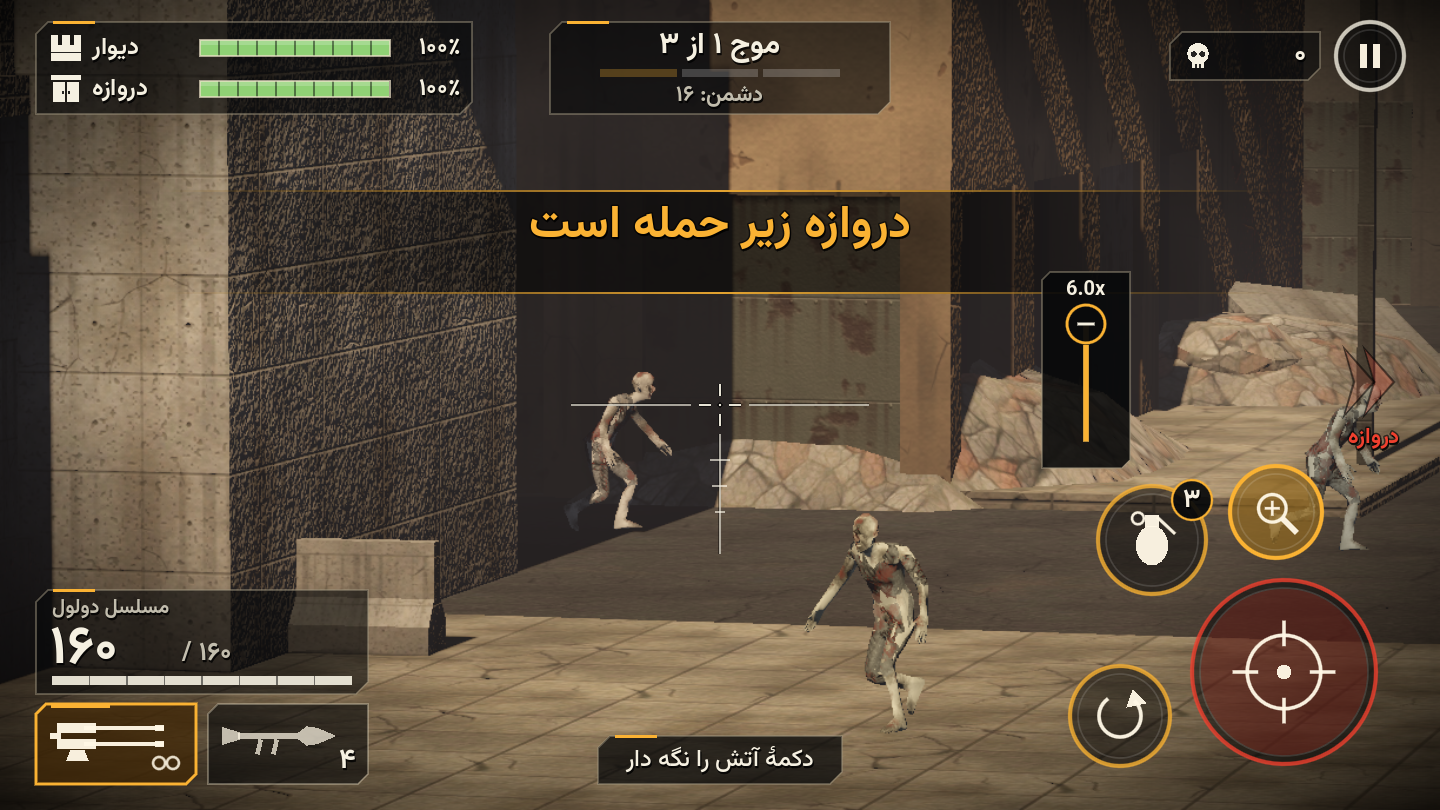 دیوار ۱۰۰٪
دروازه ۱۰۰٪
موج ۱ از ۳
دشمن: ۱۶
۰
دروازه زیر حمله است
6.0x
دروازه
۳
مسلسل دولول
۱۶۰ / ۱۶۰
∞
۴
دکمهٔ آتش را نگه دار